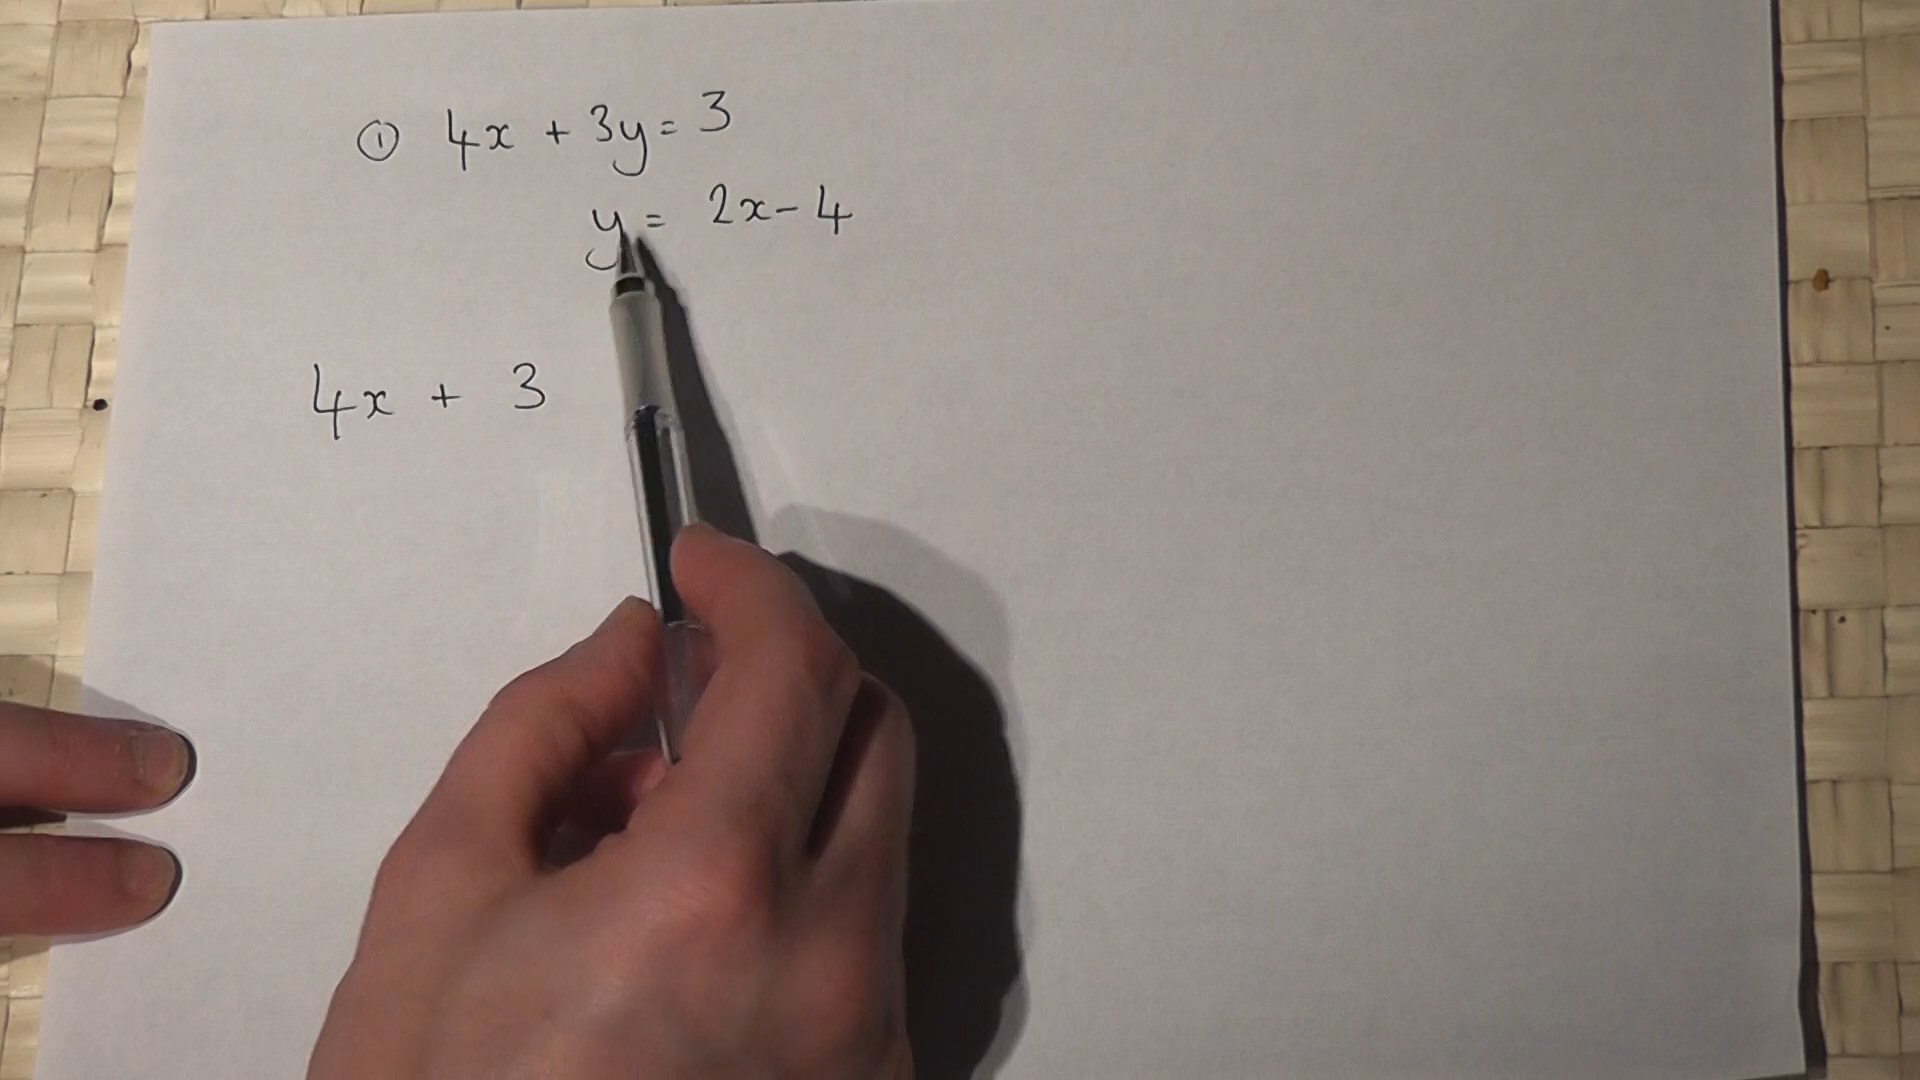 ① 4x + 3y = 3
y = 2x - 4
4x + 3